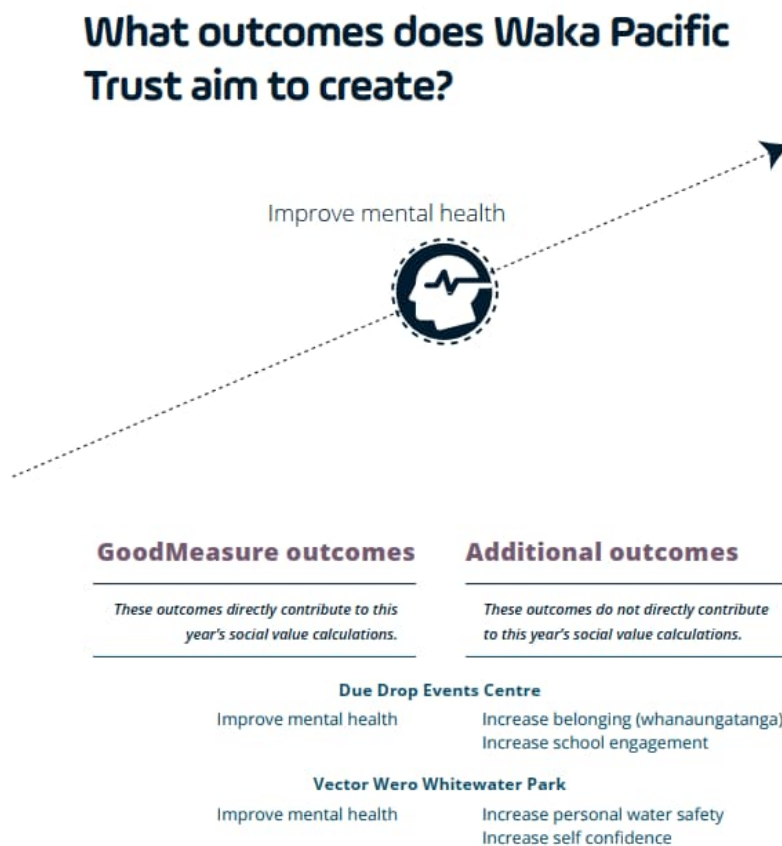 What outcomes does Waka Pacific
Trust aim to create?
Improve mental health
GoodMeasure outcomes
These outcomes directly contribute to this
year's social value calculations.
Additional outcomes
These outcomes do not directly contribute
to this year's social value calculations.
Due Drop Events Centre
Improve mental health
Increase belonging (whanaungatanga)
Increase school engagement
Vector Wero Whitewater Park
Improve mental health
Increase personal water safety
Increase self confidence